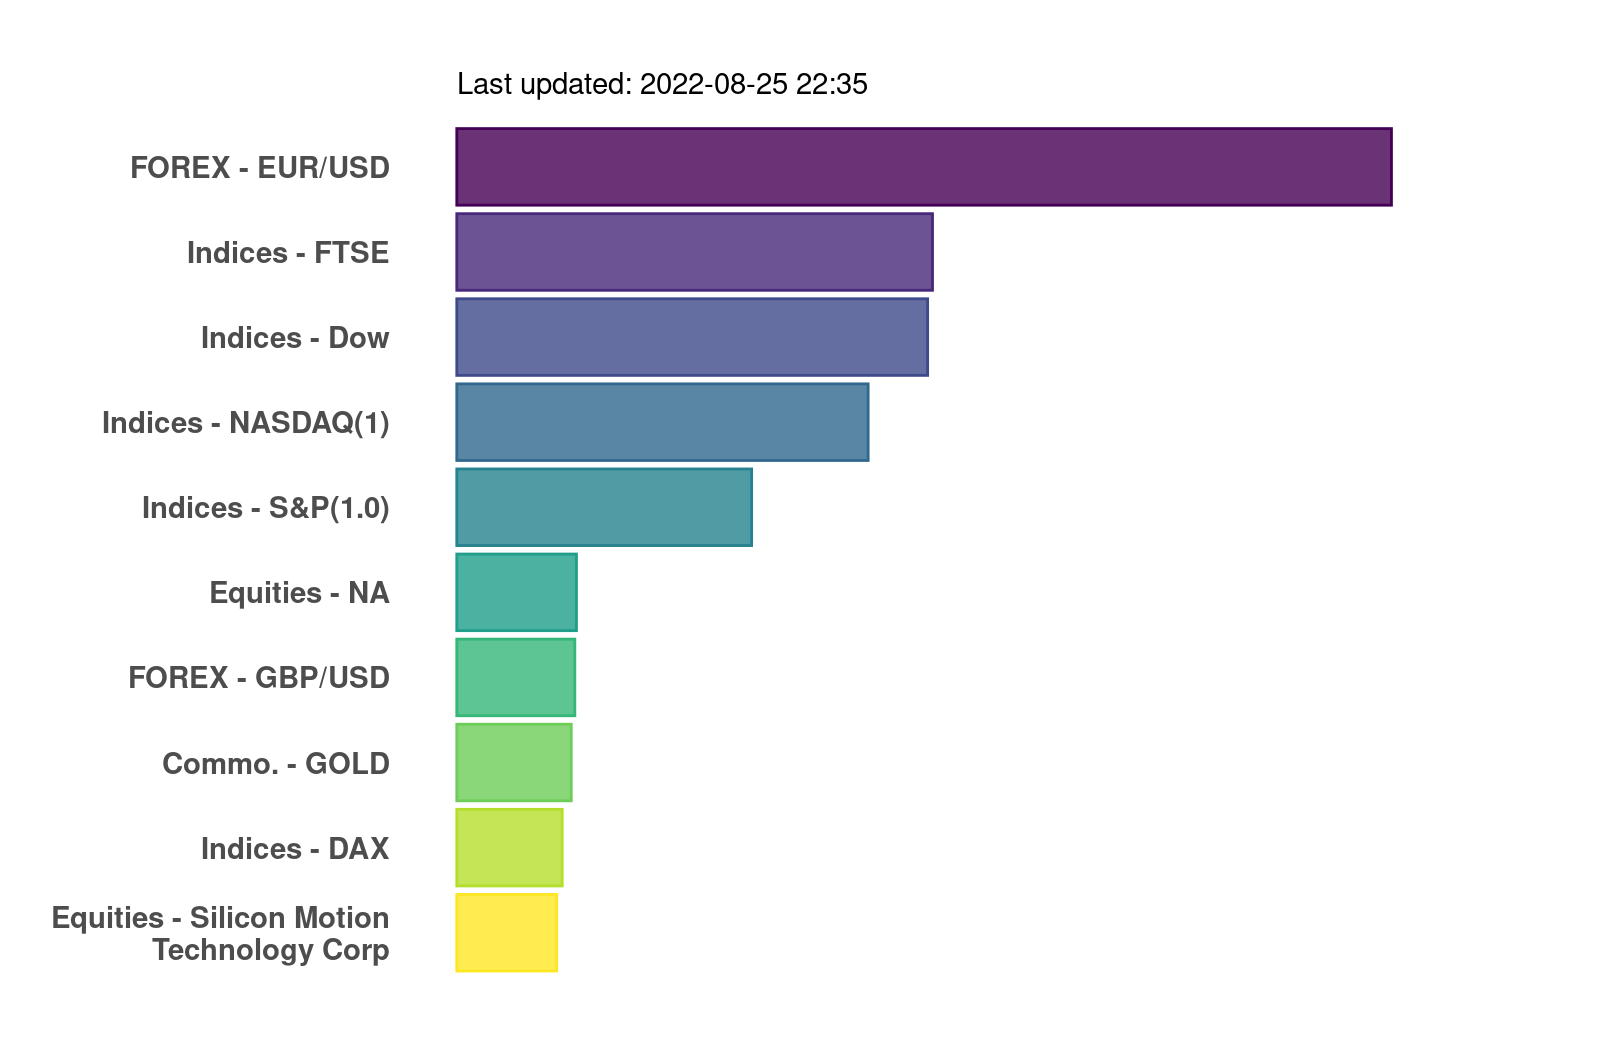 Last updated: 2022-08-25 22:35
FOREX - EUR/USD
Indices - FTSE
Indices - Dow
Indices - NASDAQ(1)
Indices - S&P(1.0)
Equities - NA
FOREX - GBP/USD
Commo. - GOLD
Indices - DAX
Equities - Silicon Motion
Technology Corp